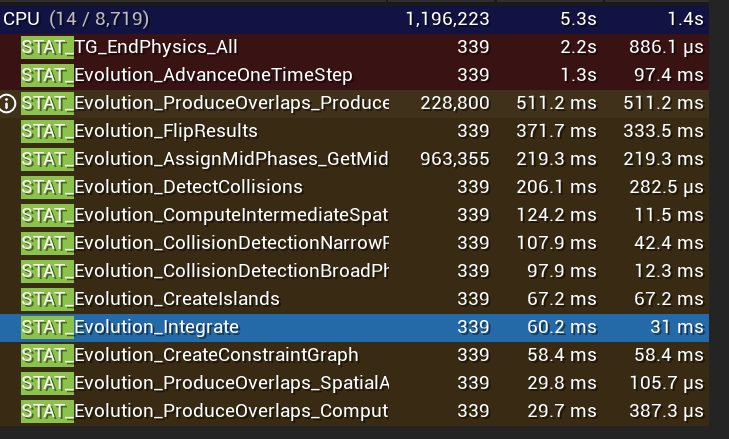 CPU (14 / 8,719) 1,196,223 5.3s 1.4s
STAT_TG_EndPhysics_All 339 2.2s 886.1 µs
STAT_Evolution_AdvanceOneTimeStep 339 1.3s 97.4 ms
STAT_Evolution_ProduceOverlaps_Produce 228,800 511.2 ms 511.2 ms
STAT_Evolution_FlipResults 339 371.7 ms 333.5 ms
STAT_Evolution_AssignMidPhases_GetMid 963,355 219.3 ms 219.3 ms
STAT_Evolution_DetectCollisions 339 206.1 ms 282.5 µs
STAT_Evolution_ComputeIntermediateSpat 339 124.2 ms 11.5 ms
STAT_Evolution_CollisionDetectionNarrowP 339 107.9 ms 42.4 ms
STAT_Evolution_CollisionDetectionBroadPh 339 97.9 ms 12.3 ms
STAT_Evolution_CreateIslands 339 67.2 ms 67.2 ms
STAT_Evolution_Integrate 339 60.2 ms 31 ms
STAT_Evolution_CreateConstraintGraph 339 58.4 ms 58.4 ms
STAT_Evolution_ProduceOverlaps_SpatialA 339 29.8 ms 105.7 µs
STAT_Evolution_ProduceOverlaps_Comput 339 29.7 ms 387.3 µs